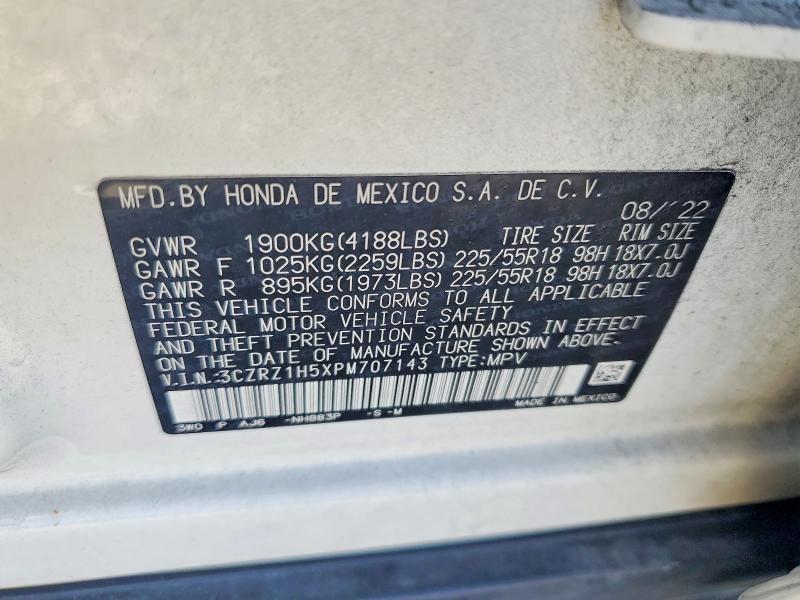 MFD.BY HONDA DE MEXICO S.A. DE C.V.
08/'22
GVWR 1900KG(4188LBS) TIRE SIZE RIM SIZE
GAWR F 1025KG(2259LBS) 225/55R18 98H 18X7.0J
GAWR R 895KG(1973LBS) 225/55R18 98H 18X7.0J
THIS VEHICLE CONFORMS TO ALL APPLICABLE
FEDERAL MOTOR VEHICLE SAFETY
AND THEFT PREVENTION STANDARDS IN EFFECT
ON THE DATE OF MANUFACTURE SHOWN ABOVE.
V.I.N.:3CZRZ1H5XPM707143 TYPE:MPV
3W0 P AJ6 -NH883P -S -M MADE IN MEXICO